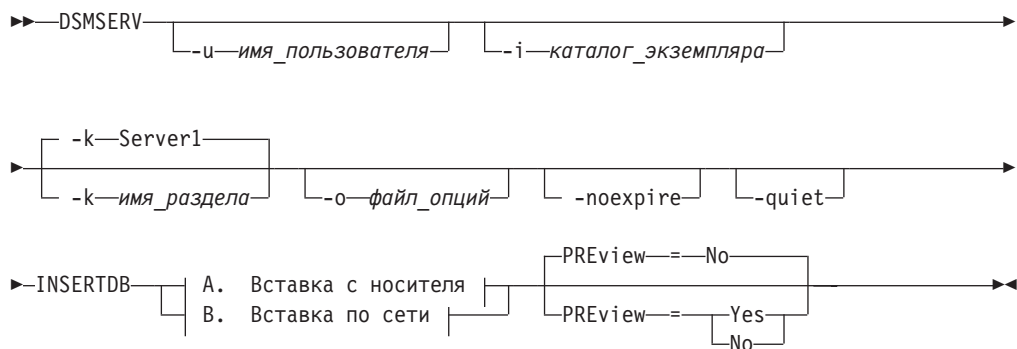 DSMSERV
-u имя_пользователя -i каталог_экземпляра
-k Server1
-k имя_раздела -o файл_опций -noexpire -quiet
PREview = No
INSERTDB A. Вставка с носителя
B. Вставка по сети PREview = Yes
No